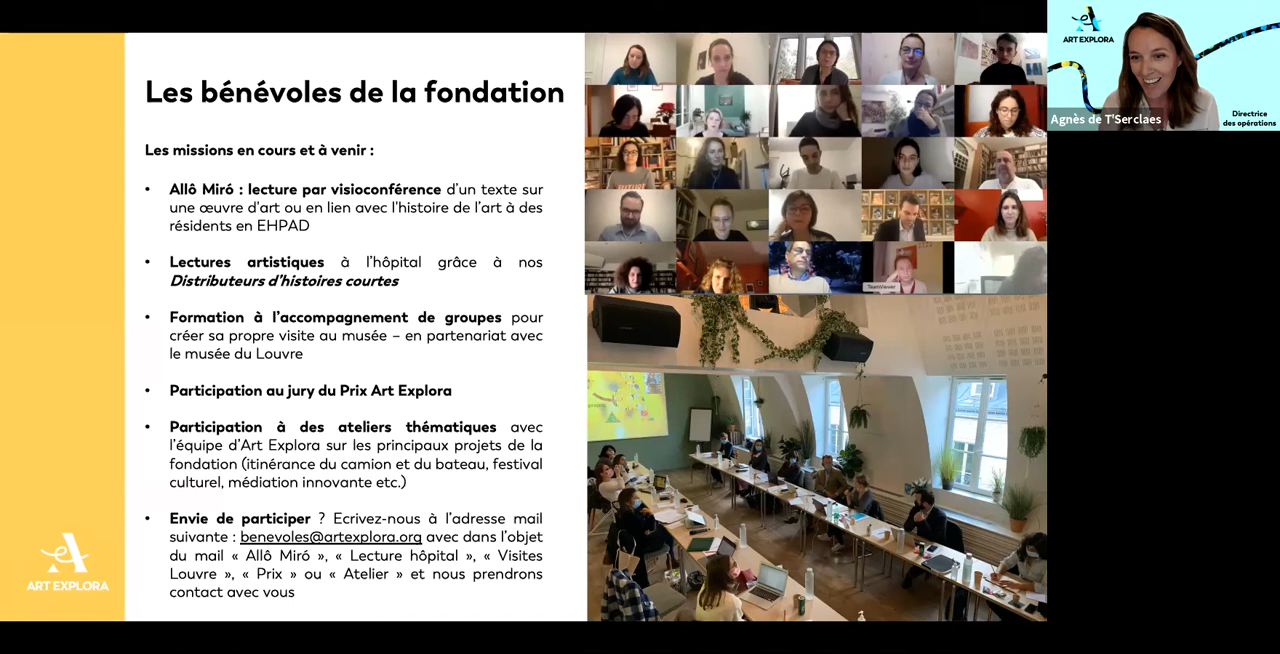 Les bénévoles de la fondation
Les missions en cours et à venir :
• Allô Miró : lecture par visioconférence d'un texte sur
une œuvre d'art ou en lien avec l'histoire de l'art à des
résidents en EHPAD
• Lectures artistiques à l'hôpital grâce à nos
Distributeurs d'histoires courtes
• Formation à l'accompagnement de groupes pour
créer sa propre visite au musée – en partenariat avec
le musée du Louvre
• Participation au jury du Prix Art Explora
• Participation à des ateliers thématiques avec
l'équipe d'Art Explora sur les principaux projets de la
fondation (itinérance du camion et du bateau, festival
culturel, médiation innovante etc.)
• Envie de participer ? Ecrivez-nous à l'adresse mail
suivante : benevoles@artexplora.org avec dans l'objet
du mail « Allô Miró », « Lecture hôpital », « Visites
Louvre », « Prix » ou « Atelier » et nous prendrons
contact avec vous
ART EXPLORA
TeamViewer
ART EXPLORA
Agnès de T'Serclaes
Directrice
des opérations